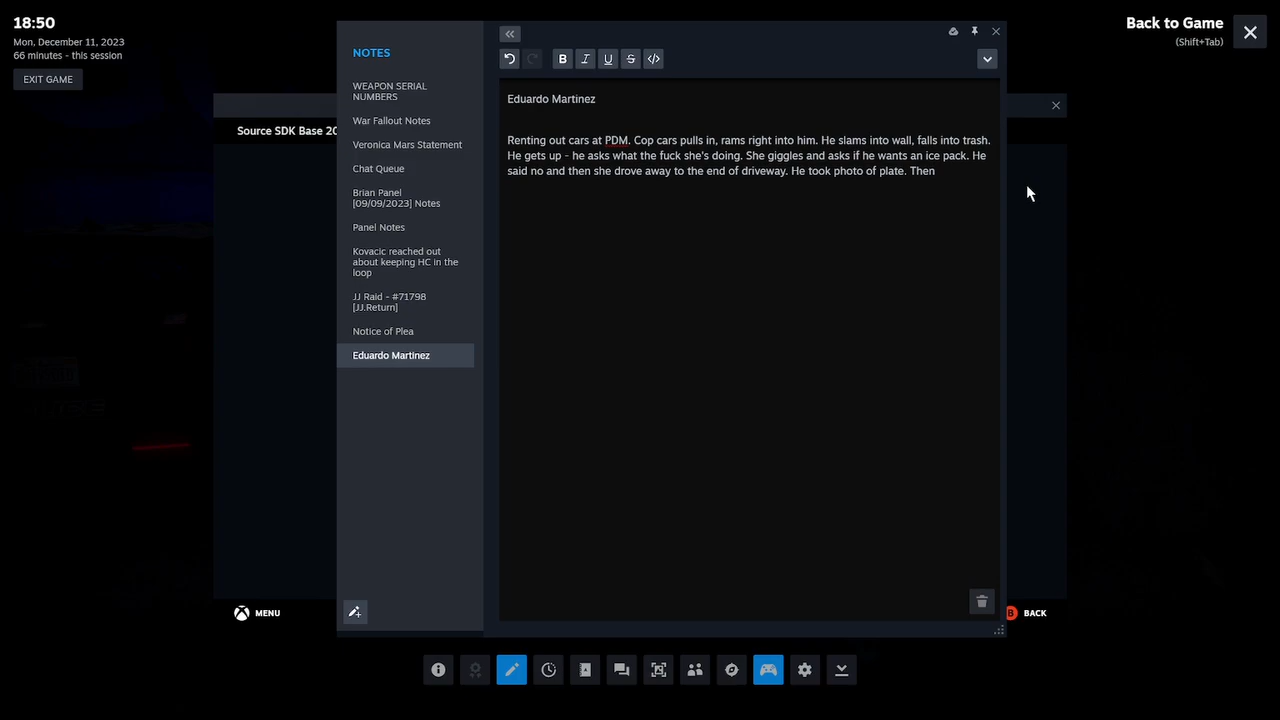 18:50
Mon, December 11, 2023
66 minutes - this session
EXIT GAME
Back to Game
(Shift+Tab)
Source SDK Base 20
NOTES
WEAPON SERIAL
NUMBERS
War Fallout Notes
Veronica Mars Statement
Chat Queue
Brian Panel
[09/09/2023] Notes
Panel Notes
Kovacic reached out
about keeping HC in the
loop
JJ Raid - #71798
[JJ.Return]
Notice of Plea
Eduardo Martinez
B I U S </>
Eduardo Martinez
Renting out cars at PDM. Cop cars pulls in, rams right into him. He slams into wall, falls into trash.
He gets up - he asks what the fuck she's doing. She giggles and asks if he wants an ice pack. He
said no and then she drove away to the end of driveway. He took photo of plate. Then
MENU
B BACK